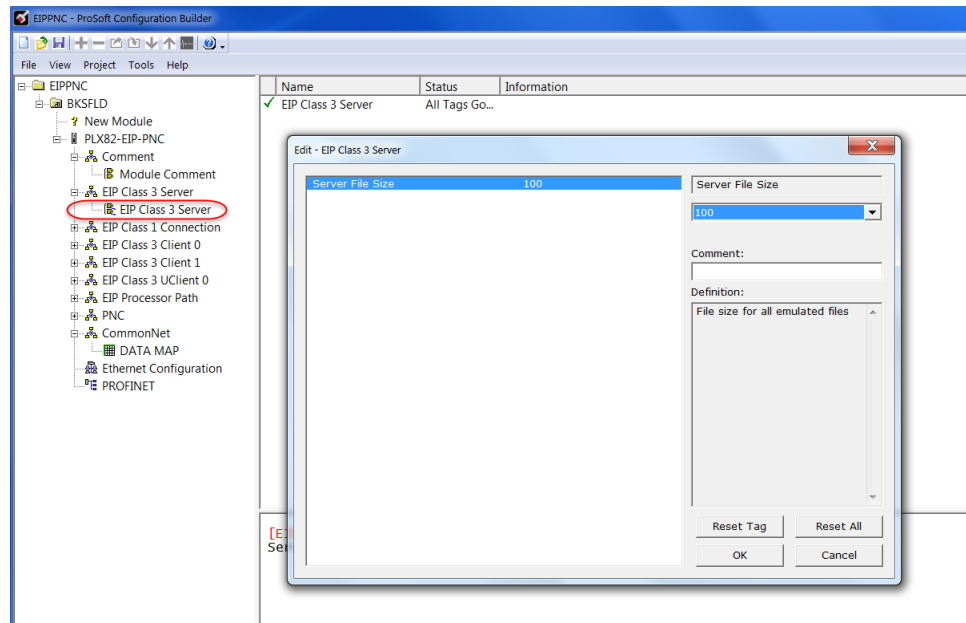 EIPPNC - ProSoft Configuration Builder
File View Project Tools Help
EIPPNC
BKSFLD
New Module
PLX82-EIP-PNC
Comment
Module Comment
EIP Class 3 Server
EIP Class 3 Server
EIP Class 1 Connection
EIP Class 3 Client 0
EIP Class 3 Client 1
EIP Class 3 UClient 0
EIP Processor Path
PNC
CommonNet
DATA MAP
Ethernet Configuration
PROFINET
Name Status Information
EIP Class 3 Server All Tags Go...
Edit - EIP Class 3 Server
Server File Size 100
Server File Size
100
Comment:
Definition:
File size for all emulated files
Reset Tag Reset All
OK Cancel